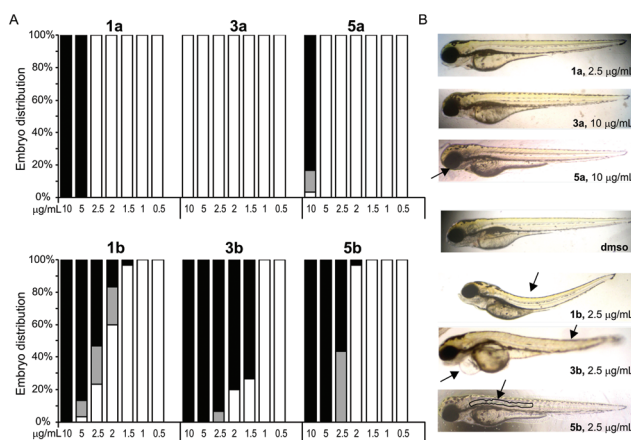 A
B
1a
3a
5a
Embryo distribution
100%
80%
60%
40%
20%
0%
µg/mL
10 5 2.5 2 1.5 1 0.5
10 5 2.5 2 1.5 1 0.5
10 5 2.5 2 1.5 1 0.5
1b
3b
5b
Embryo distribution
100%
80%
60%
40%
20%
0%
µg/mL
10 5 2.5 2 1.5 1 0.5
10 5 2.5 2 1.5 1 0.5
10 5 2.5 2 1.5 1 0.5
1a, 2.5 µg/mL
3a, 10 µg/mL
5a, 10 µg/mL
dmso
1b, 2.5 µg/mL
3b, 2.5 µg/mL
5b, 2.5 µg/mL